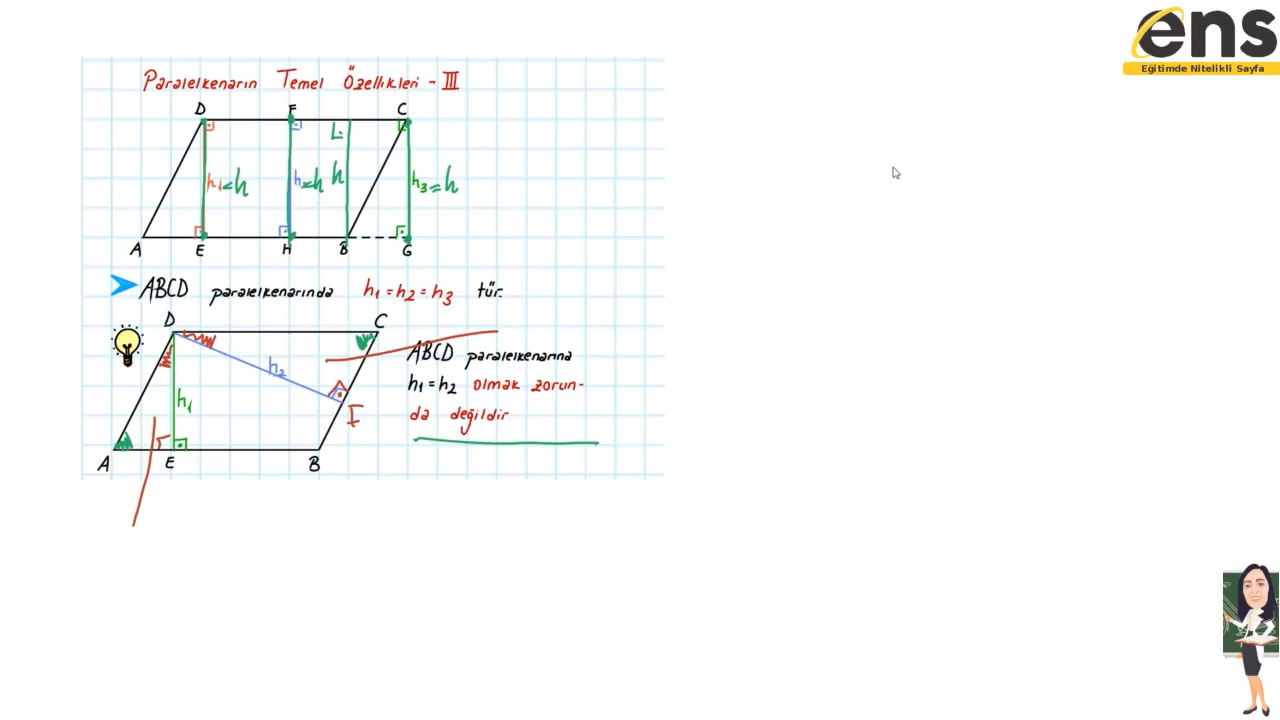 ens
Eğitimde Nitelikli Sayfa
Paralelkenarın Temel Özellikleri - III
D F C
h1 = h h2 = h h h3 = h
A E H B G
ABCD paralelkenarında h1 = h2 = h3 tür.
D C
ABCD paralelkenarına
h2
h1 = h2 olmak zorun-
h1
da değildir
A E B